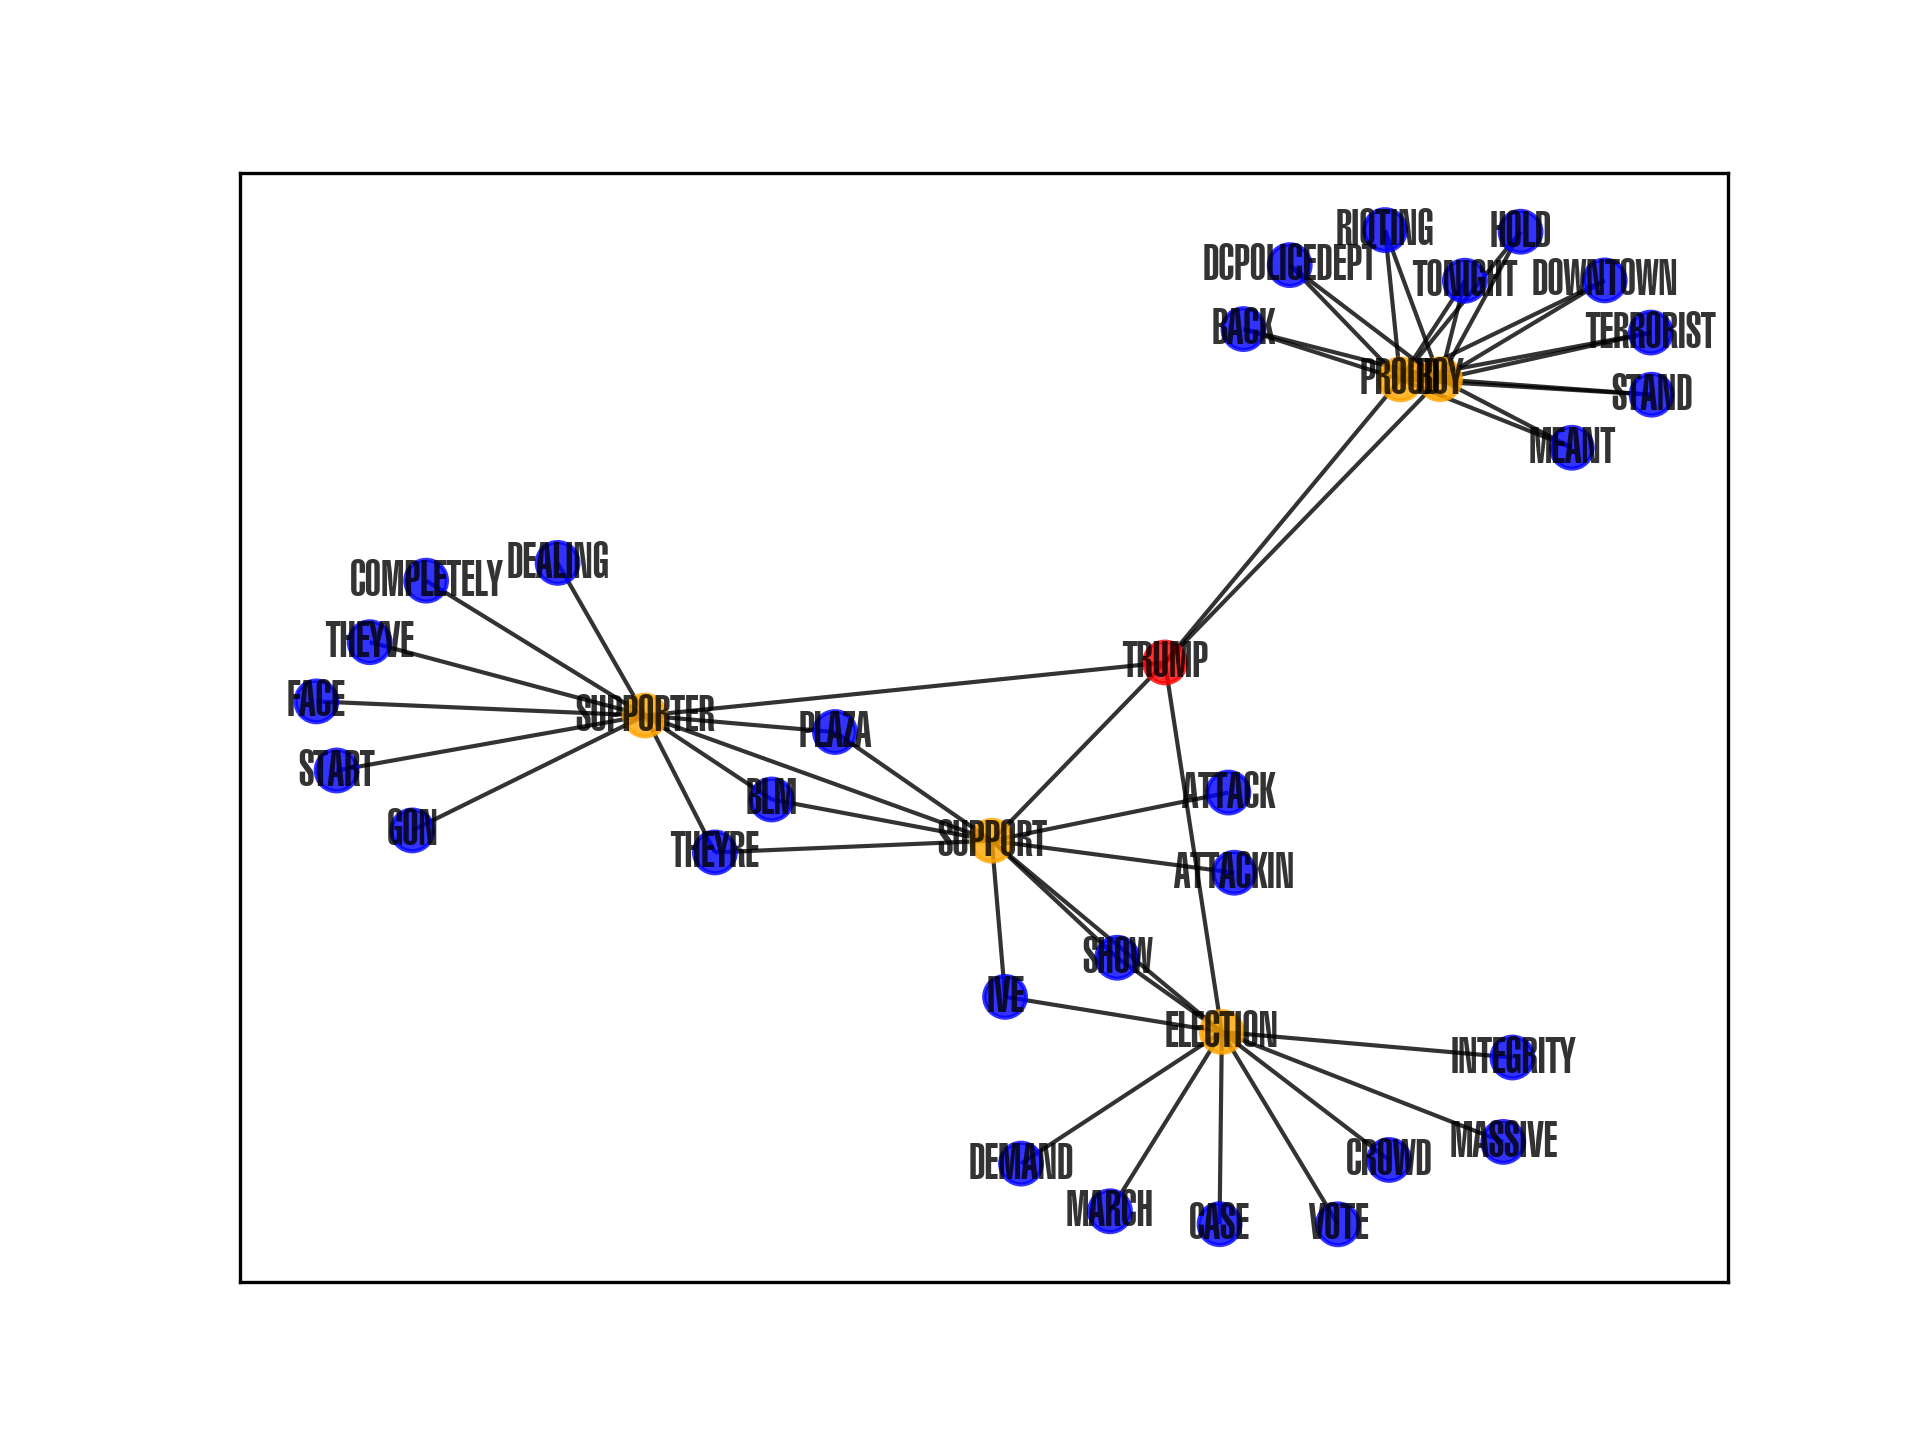 RIOTING
HOLD
DCPOLICEDEPT
TONIGHT
DOWNTOWN
BACK
TERRORIST
PROUD
BOY
STAND
MEANT
DEALING
COMPLETELY
THEYVE
TRUMP
FACE
SUPPORTER
PLAZA
START
BLM
ATTACK
GON
THEYRE
SUPPORT
ATTACKIN
SHOW
IVE
ELECTION
INTEGRITY
MASSIVE
DEMAND
CROWD
MARCH
CASE
VOTE